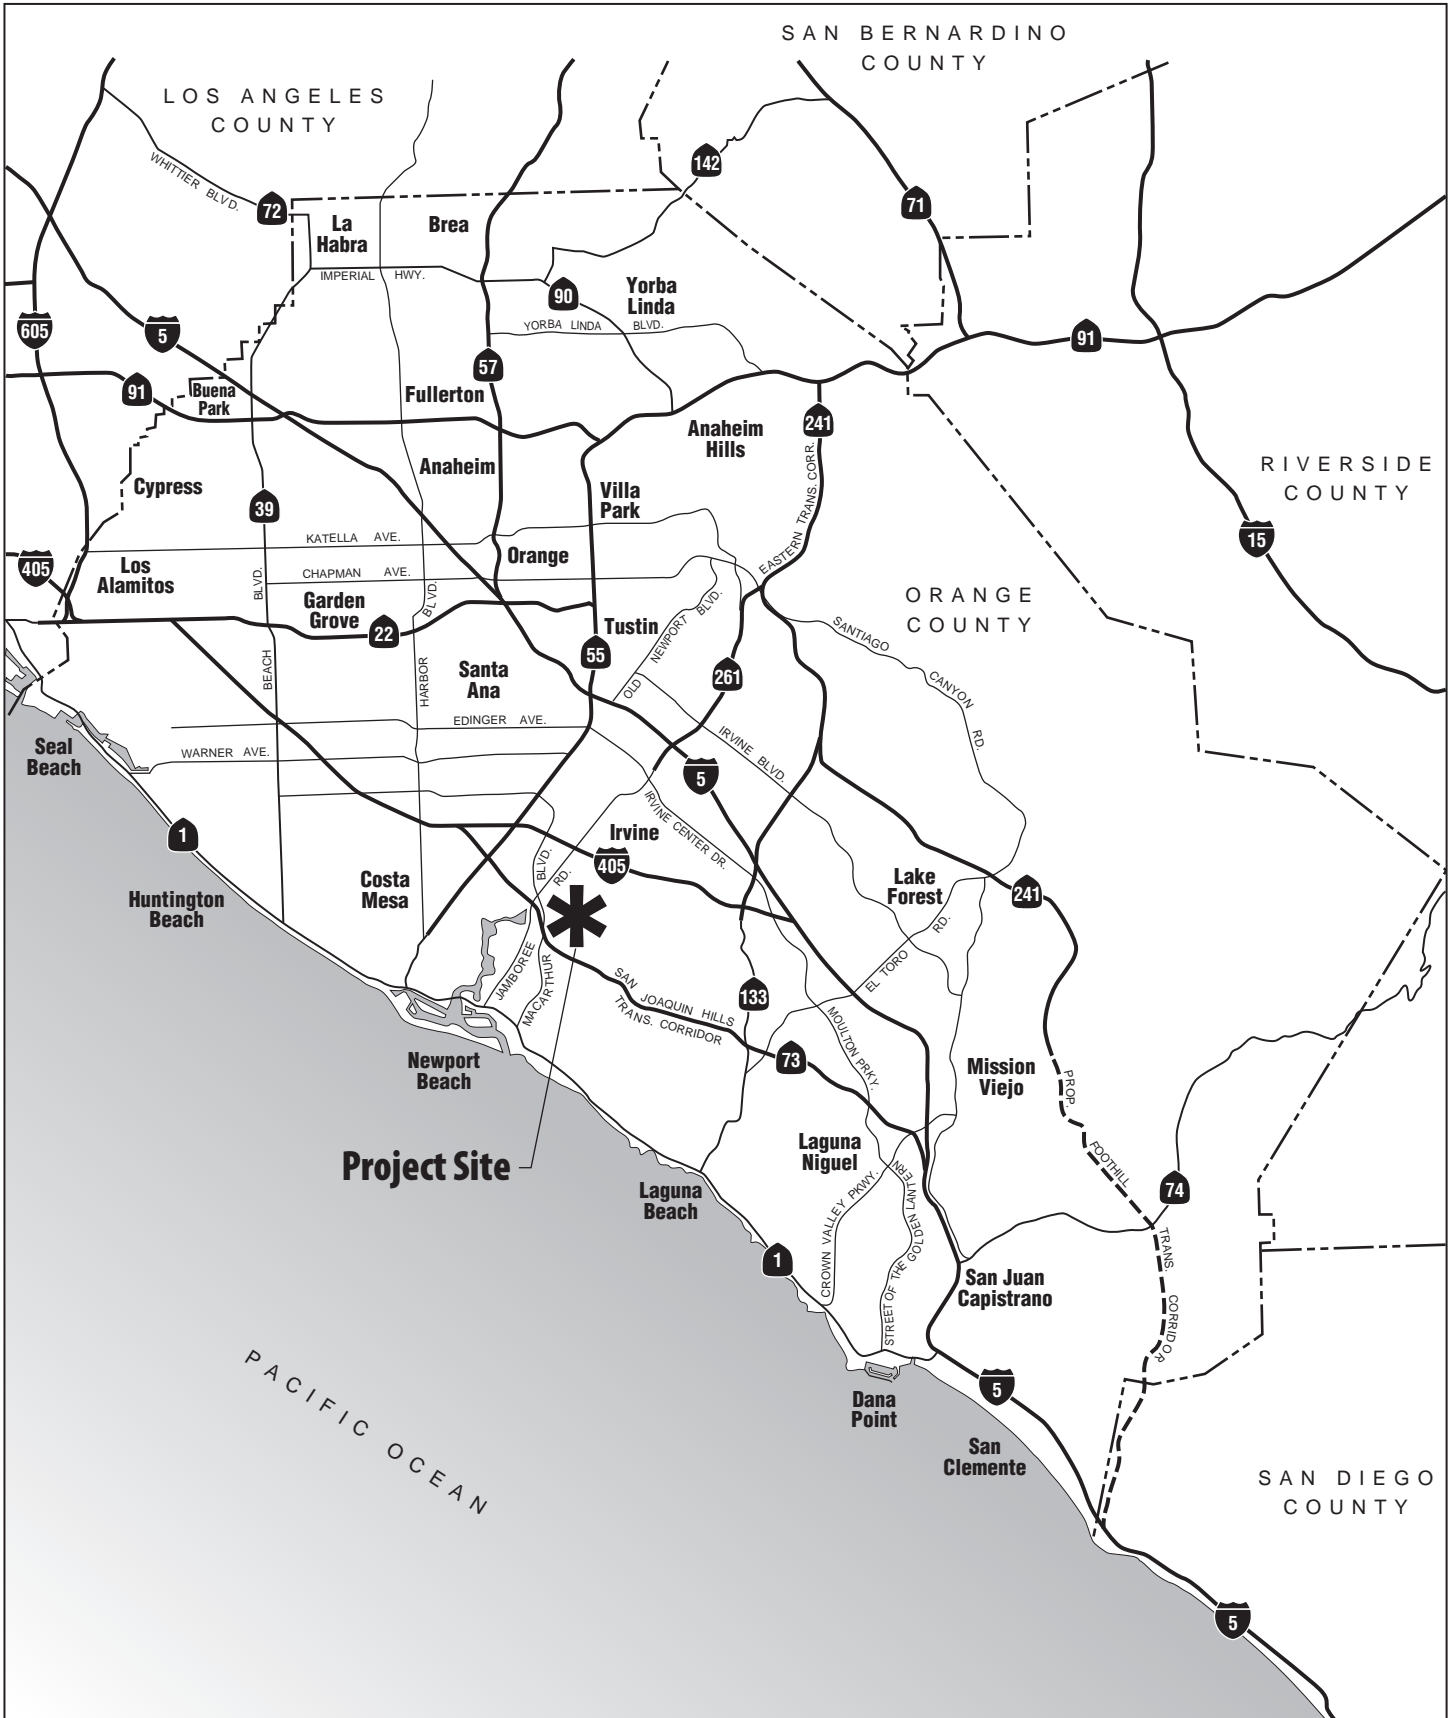 SAN BERNARDINO
COUNTY
LOS ANGELES
COUNTY
WHITTIER BLVD.
142
72
71
La
Habra
Brea
IMPERIAL HWY.
90
Yorba
Linda
YORBA LINDA BLVD.
605
5
91
57
91
Buena
Park
Fullerton
241
Anaheim
Hills
EASTERN TRANS. CORR.
Anaheim
Cypress
39
Villa
Park
RIVERSIDE
COUNTY
15
KATELLA AVE.
Orange
405
Los
Alamitos
CHAPMAN AVE.
BLVD.
BLVD.
Garden
Grove
22
ORANGE
COUNTY
Tustin
55
OLD NEWPORT BLVD.
261
SANTIAGO CANYON RD.
BEACH
HARBOR
Santa
Ana
EDINGER AVE.
WARNER AVE.
IRVINE BLVD.
5
Seal
Beach
1
IRVINE CENTER DR.
Irvine
405
BLVD.
RD.
Costa
Mesa
Huntington
Beach
Lake
Forest
241
EL TORO RD.
JAMBOREE
MACARTHUR
SAN JOAQUIN HILLS
TRANS. CORRIDOR
133
73
MOULTON PRKY.
Newport
Beach
Mission
Viejo
PROP. FOOTHILL TRANS. CORRIDOR
Laguna
Niguel
Project Site
74
Laguna
Beach
CROWN VALLEY PKWY.
STREET OF THE GOLDEN LANTERN
1
San Juan
Capistrano
PACIFIC OCEAN
5
Dana
Point
San
Clemente
SAN DIEGO
COUNTY
5